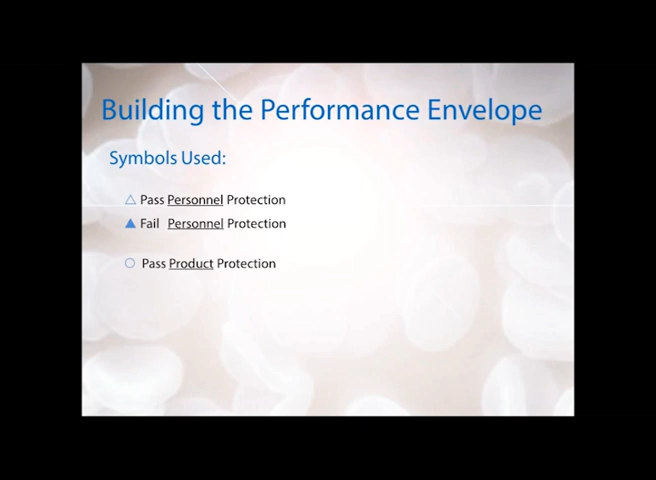 Building the Performance Envelope
Symbols Used:
△ Pass Personnel Protection
▲ Fail Personnel Protection
○ Pass Product Protection